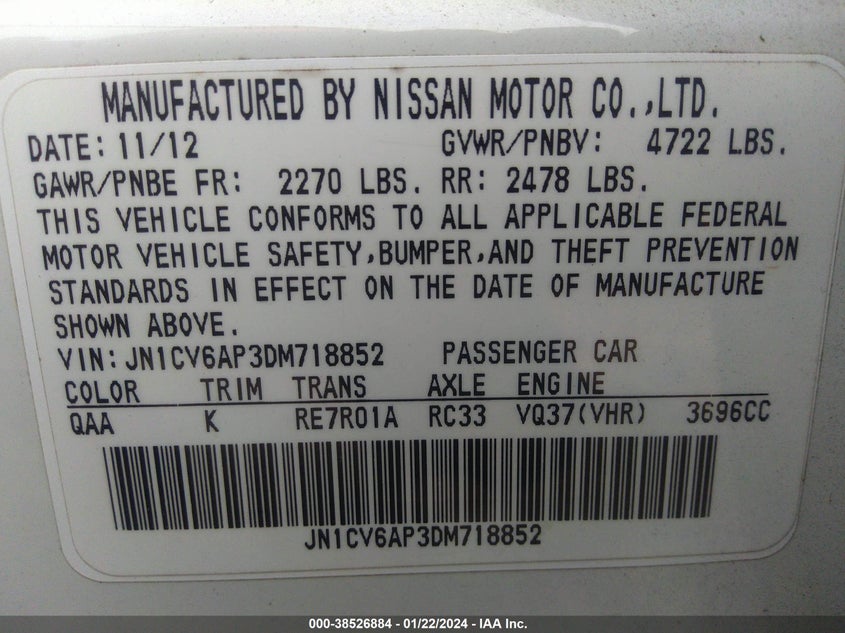 MANUFACTURED BY NISSAN MOTOR CO.,LTD.
DATE: 11/12 GVWR/PNBV: 4722 LBS.
GAWR/PNBE FR: 2270 LBS. RR: 2478 LBS.
THIS VEHICLE CONFORMS TO ALL APPLICABLE FEDERAL
MOTOR VEHICLE SAFETY,BUMPER,AND THEFT PREVENTION
STANDARDS IN EFFECT ON THE DATE OF MANUFACTURE
SHOWN ABOVE.
VIN:JN1CV6AP3DM718852 PASSENGER CAR
COLOR TRIM TRANS AXLE ENGINE
QAA K RE7R01A RC33 VQ37(VHR) 3696CC
JN1CV6AP3DM718852
000-38526884 - 01/22/2024 - IAA Inc.